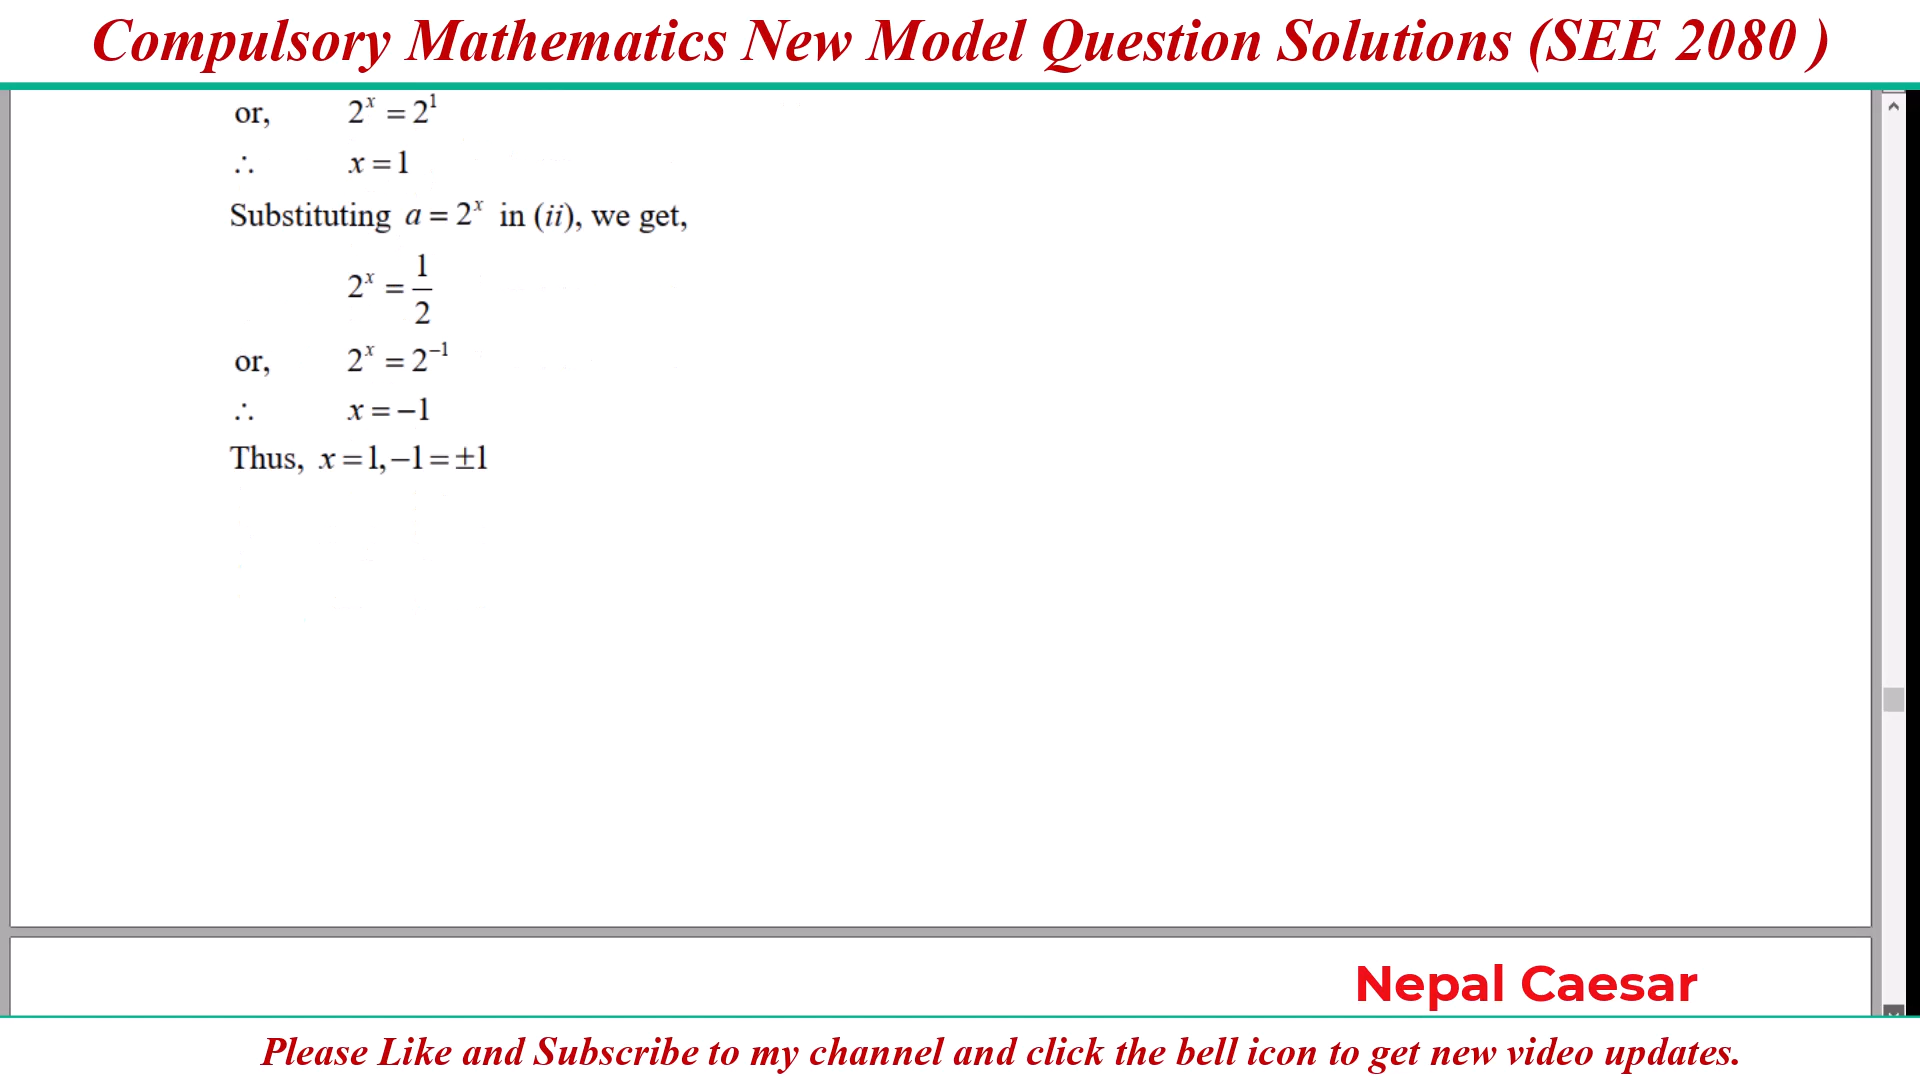 Compulsory Mathematics New Model Question Solutions (SEE 2080 )
or, 2^x = 2^1
∴ x = 1
Substituting a = 2^x in (ii), we get,
2^x = 1/2
or, 2^x = 2^−1
∴ x = −1
Thus, x = 1, −1 = ±1
Nepal Caesar
Please Like and Subscribe to my channel and click the bell icon to get new video updates.